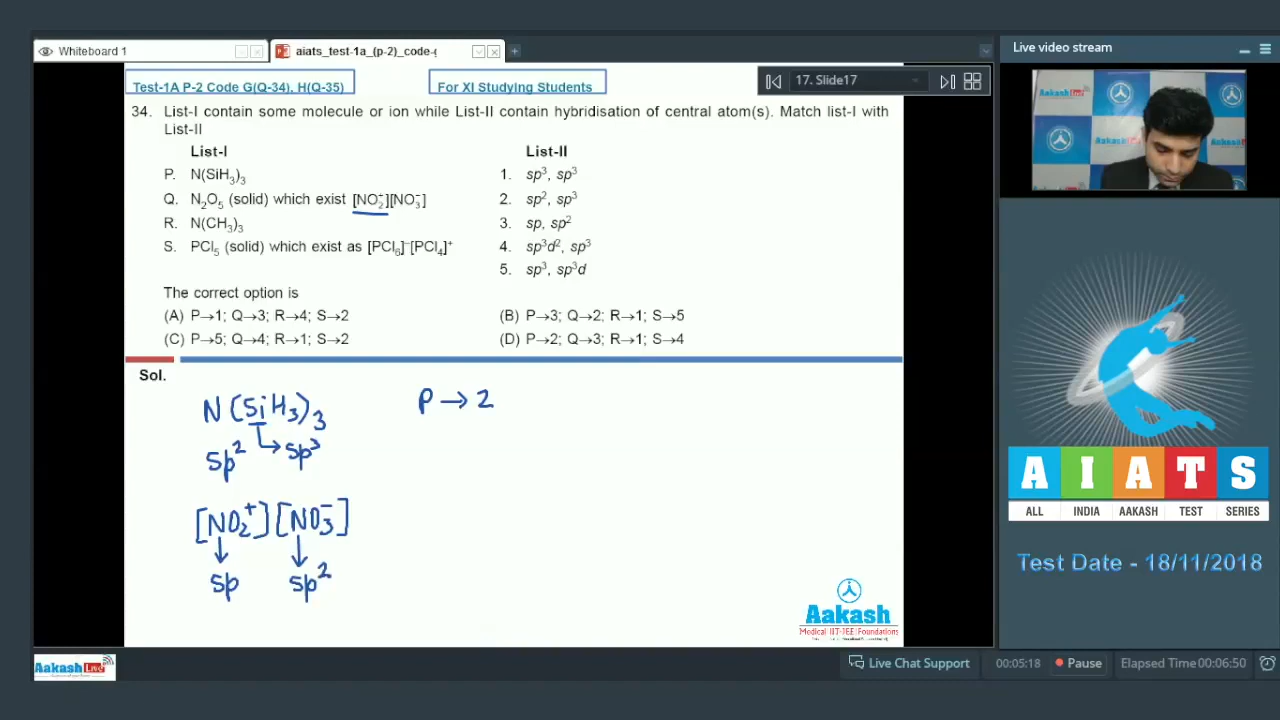 Whiteboard 1
aiats_test-1a_(p-2)_code-g
Live video stream
Test-1A P-2 Code G(Q-34), H(Q-35)
For XI Studying Students
17. Slide17
34. List-I contain some molecule or ion while List-II contain hybridisation of central atom(s). Match list-I with
List-II
List-I
List-II
P. N(SiH₃)₃
1. sp³, sp³
Q. N₂O₅ (solid) which exist [NO₂⁺][NO₃⁻]
2. sp², sp³
R. N(CH₃)₃
3. sp, sp²
S. PCl₅ (solid) which exist as [PCl₆]⁻[PCl₄]⁺
4. sp³d², sp³
5. sp³, sp³d
The correct option is
(A) P→1; Q→3; R→4; S→2
(B) P→3; Q→2; R→1; S→5
(C) P→5; Q→4; R→1; S→2
(D) P→2; Q→3; R→1; S→4
Sol.
N(SiH₃)₃
P → 2
sp² → sp³
[NO₂⁺][NO₃⁻]
sp sp²
Aakash
Medical|IIT-JEE|Foundations
AIATS
ALL INDIA AAKASH TEST SERIES
Test Date - 18/11/2018
Aakash Live
Live Chat Support
00:05:18
Pause
Elapsed Time 00:06:50